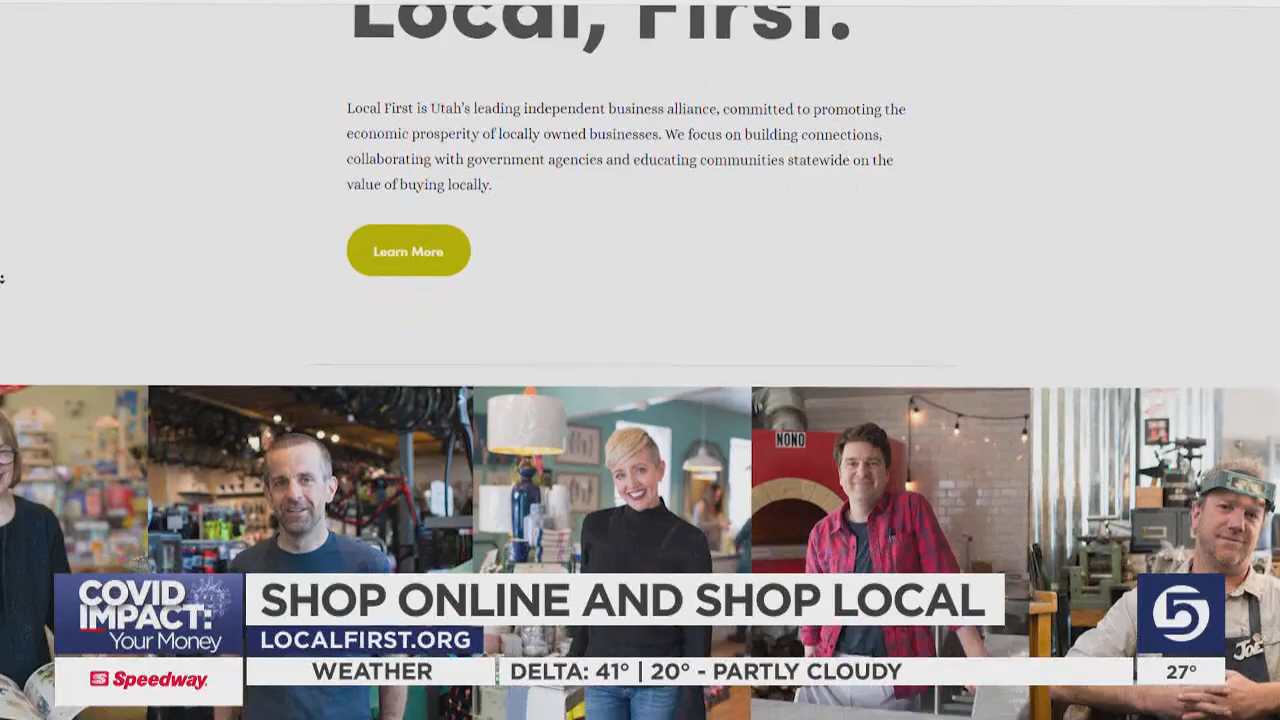 Local, First.
Local First is Utah's leading independent business alliance, committed to promoting the
economic prosperity of locally owned businesses. We focus on building connections,
collaborating with government agencies and educating communities statewide on the
value of buying locally.
Learn More
NONO
COVID
IMPACT:
Your Money
SHOP ONLINE AND SHOP LOCAL
LOCALFIRST.ORG
5
JOE
S Speedway.
WEATHER
DELTA: 41° | 20° - PARTLY CLOUDY
27°